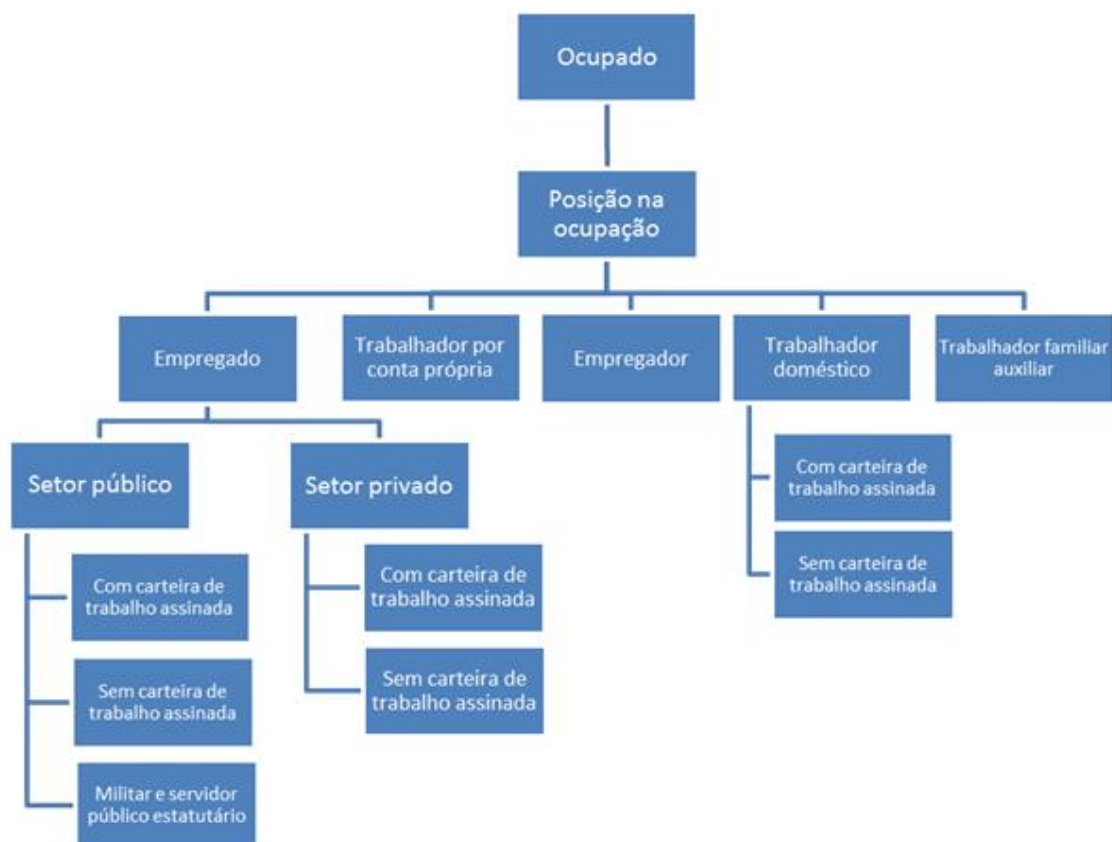 Ocupado
Posição na
ocupação
Empregado
Trabalhador por
conta própria
Empregador
Trabalhador
doméstico
Trabalhador familiar
auxiliar
Setor público
Setor privado
Com carteira de
trabalho assinada
Sem carteira de
trabalho assinada
Militar e servidor
público estatutário
Com carteira de
trabalho assinada
Sem carteira de
trabalho assinada
Com carteira de
trabalho assinada
Sem carteira de
trabalho assinada